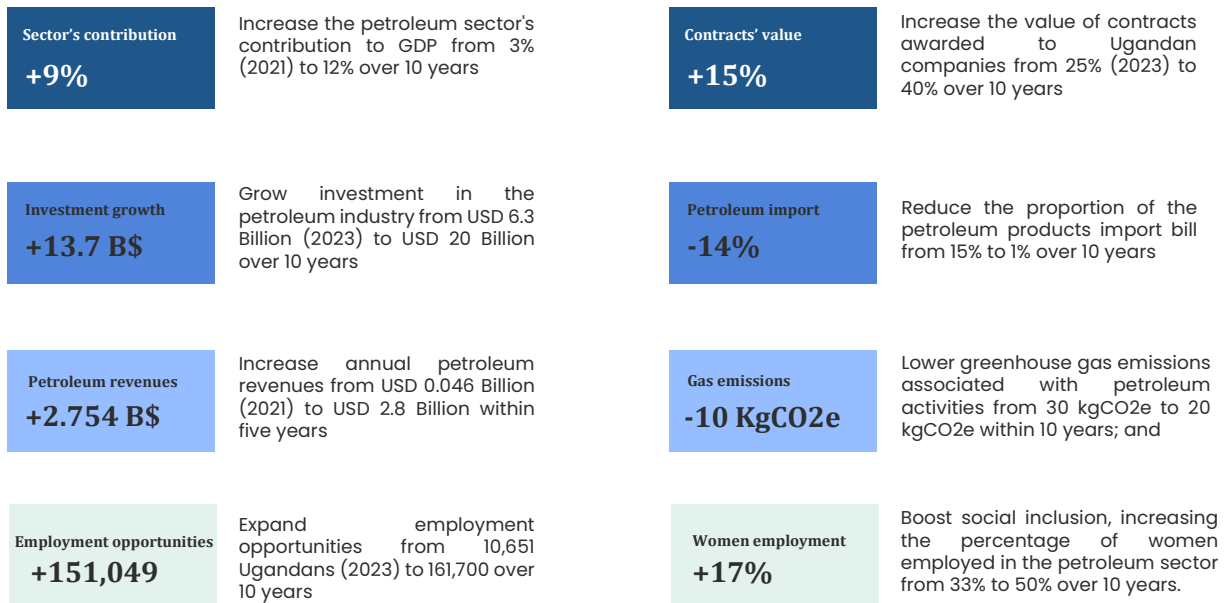 Sector's contribution
+9%
Increase the petroleum sector's
contribution to GDP from 3%
(2021) to 12% over 10 years
Contracts' value
+15%
Increase the value of contracts
awarded to Ugandan
companies from 25% (2023) to
40% over 10 years
Investment growth
+13.7 B$
Grow investment in the
petroleum industry from USD 6.3
Billion (2023) to USD 20 Billion
over 10 years
Petroleum import
-14%
Reduce the proportion of the
petroleum products import bill
from 15% to 1% over 10 years
Petroleum revenues
+2.754 B$
Increase annual petroleum
revenues from USD 0.046 Billion
(2021) to USD 2.8 Billion within
five years
Gas emissions
-10 KgCO2e
Lower greenhouse gas emissions
associated with petroleum
activities from 30 kgCO2e to 20
kgCO2e within 10 years; and
Employment opportunities
+151,049
Expand employment
opportunities from 10,651
Ugandans (2023) to 161,700 over
10 years
Women employment
+17%
Boost social inclusion, increasing
the percentage of women
employed in the petroleum sector
from 33% to 50% over 10 years.